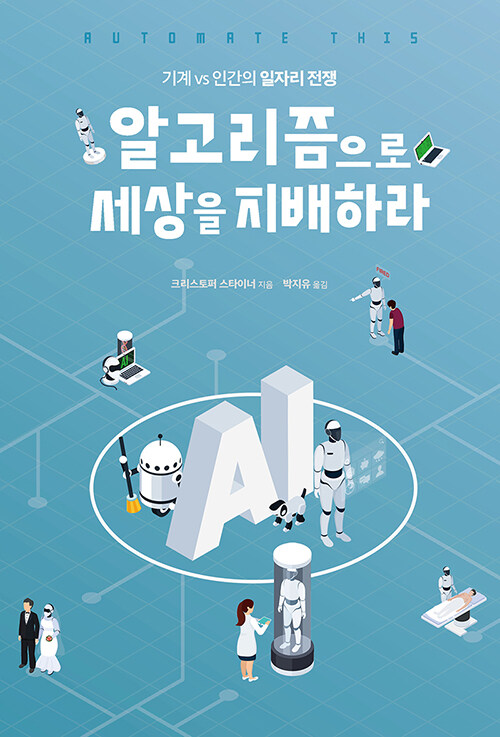 AUTOMATE THIS
기계 vs 인간의 일자리 전쟁
알고리즘으로
세상을 지배하라
크리스토퍼 스타이너 지음 박지유 옮김
FIRED
AI
AI